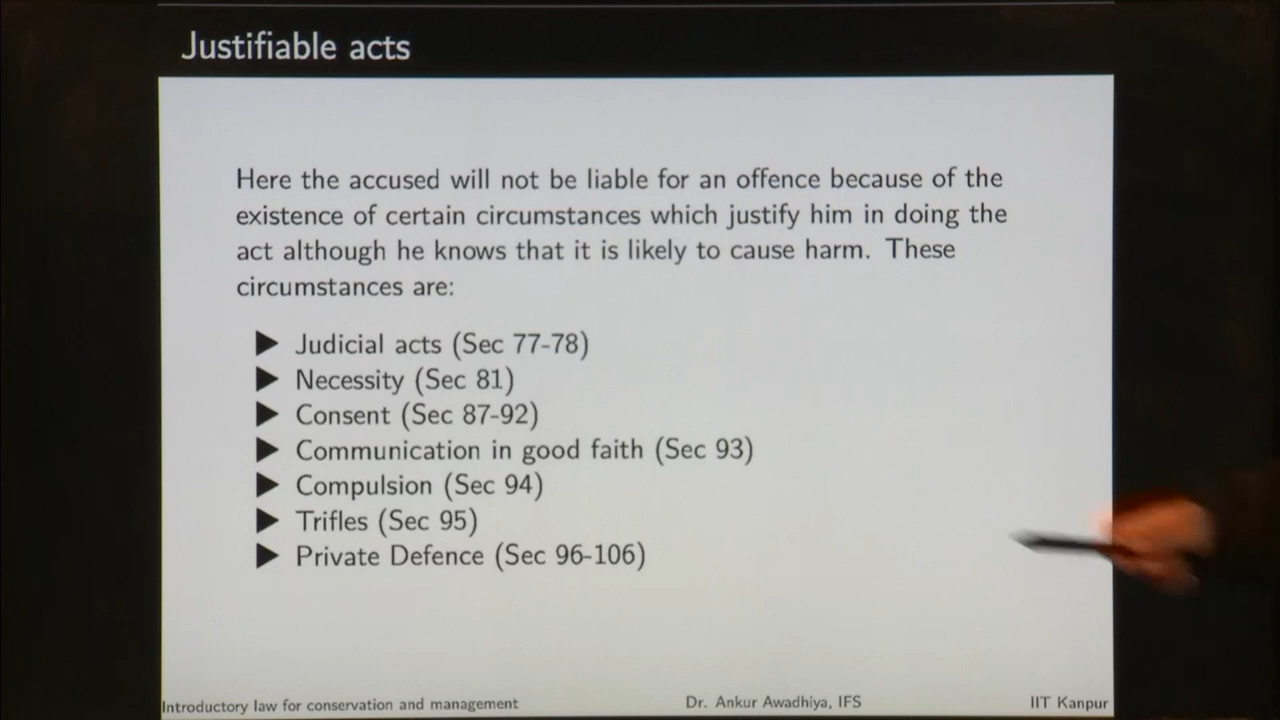 Justifiable acts
Here the accused will not be liable for an offence because of the
existence of certain circumstances which justify him in doing the
act although he knows that it is likely to cause harm. These
circumstances are:
▶ Judicial acts (Sec 77-78)
▶ Necessity (Sec 81)
▶ Consent (Sec 87-92)
▶ Communication in good faith (Sec 93)
▶ Compulsion (Sec 94)
▶ Trifles (Sec 95)
▶ Private Defence (Sec 96-106)
Introductory law for conservation and management Dr. Ankur Awadhiya, IFS IIT Kanpur